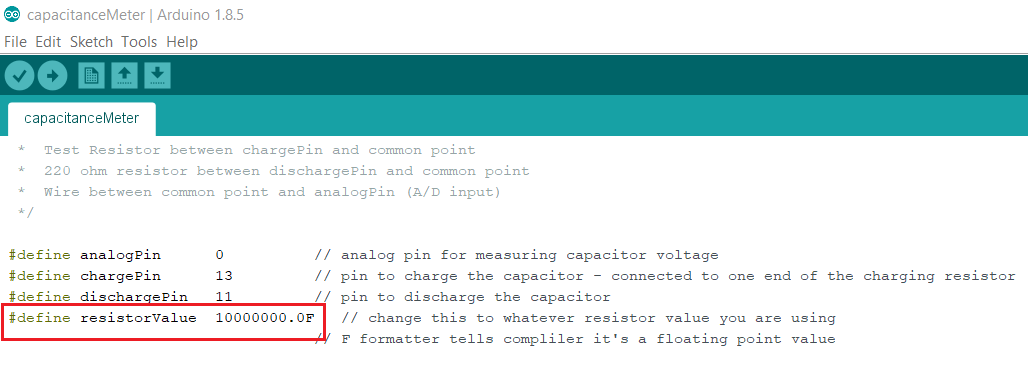 capacitanceMeter | Arduino 1.8.5
File Edit Sketch Tools Help
capacitanceMeter
* Test Resistor between chargePin and common point
* 220 ohm resistor between dischargePin and common point
* Wire between common point and analogPin (A/D input)
*/
#define analogPin 0 // analog pin for measuring capacitor voltage
#define chargePin 13 // pin to charge the capacitor - connected to one end of the charging resistor
#define dischargePin 11 // pin to discharge the capacitor
#define resistorValue 10000000.0F // change this to whatever resistor value you are using
// F formatter tells compliler it's a floating point value